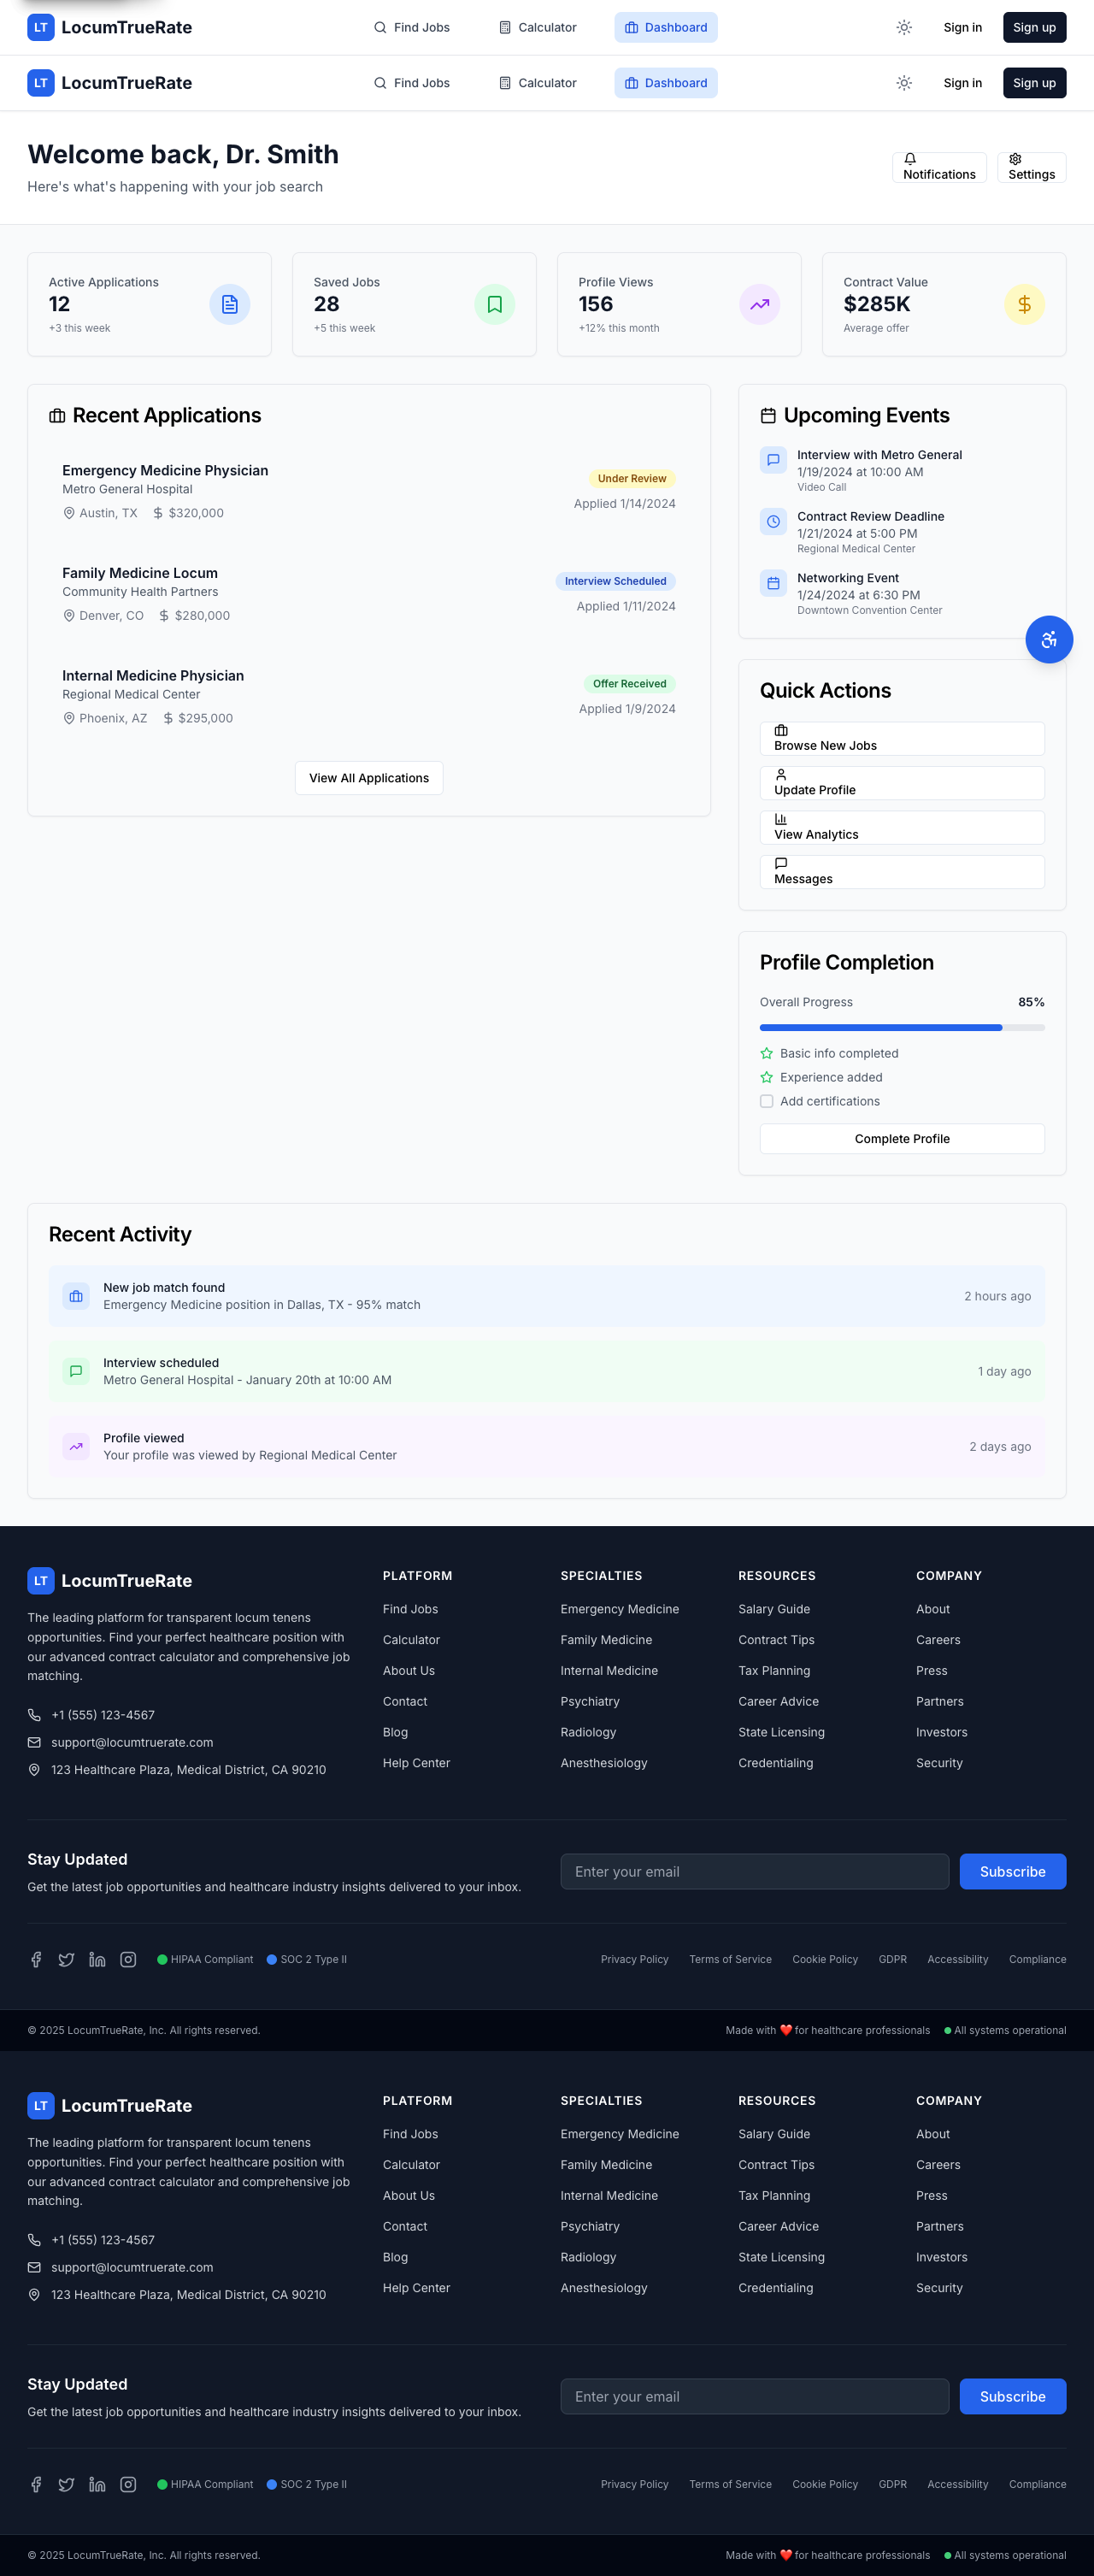 LT LocumTrueRate Find Jobs Calculator Dashboard Sign in Sign up
LT LocumTrueRate Find Jobs Calculator Dashboard Sign in Sign up
Welcome back, Dr. Smith
Here's what's happening with your job search
Notifications Settings
Active Applications
12
+3 this week
Saved Jobs
28
+5 this week
Profile Views
156
+12% this month
Contract Value
$285K
Average offer
Recent Applications
Emergency Medicine Physician
Metro General Hospital
Austin, TX $320,000
Under Review
Applied 1/14/2024
Family Medicine Locum
Community Health Partners
Denver, CO $280,000
Interview Scheduled
Applied 1/11/2024
Internal Medicine Physician
Regional Medical Center
Phoenix, AZ $295,000
Offer Received
Applied 1/9/2024
View All Applications
Upcoming Events
Interview with Metro General
1/19/2024 at 10:00 AM
Video Call
Contract Review Deadline
1/21/2024 at 5:00 PM
Regional Medical Center
Networking Event
1/24/2024 at 6:30 PM
Downtown Convention Center
Quick Actions
Browse New Jobs
Update Profile
View Analytics
Messages
Profile Completion
Overall Progress 85%
Basic info completed
Experience added
Add certifications
Complete Profile
Recent Activity
New job match found
Emergency Medicine position in Dallas, TX - 95% match
2 hours ago
Interview scheduled
Metro General Hospital - January 20th at 10:00 AM
1 day ago
Profile viewed
Your profile was viewed by Regional Medical Center
2 days ago
LT LocumTrueRate
The leading platform for transparent locum tenens
opportunities. Find your perfect healthcare position with
our advanced contract calculator and comprehensive job
matching.
+1 (555) 123-4567
support@locumtruerate.com
123 Healthcare Plaza, Medical District, CA 90210
PLATFORM
Find Jobs
Calculator
About Us
Contact
Blog
Help Center
SPECIALTIES
Emergency Medicine
Family Medicine
Internal Medicine
Psychiatry
Radiology
Anesthesiology
RESOURCES
Salary Guide
Contract Tips
Tax Planning
Career Advice
State Licensing
Credentialing
COMPANY
About
Careers
Press
Partners
Investors
Security
Stay Updated
Get the latest job opportunities and healthcare industry insights delivered to your inbox.
Enter your email Subscribe
HIPAA Compliant SOC 2 Type II
Privacy Policy Terms of Service Cookie Policy GDPR Accessibility Compliance
© 2025 LocumTrueRate, Inc. All rights reserved.
Made with ❤️ for healthcare professionals All systems operational
LT LocumTrueRate
The leading platform for transparent locum tenens
opportunities. Find your perfect healthcare position with
our advanced contract calculator and comprehensive job
matching.
+1 (555) 123-4567
support@locumtruerate.com
123 Healthcare Plaza, Medical District, CA 90210
PLATFORM
Find Jobs
Calculator
About Us
Contact
Blog
Help Center
SPECIALTIES
Emergency Medicine
Family Medicine
Internal Medicine
Psychiatry
Radiology
Anesthesiology
RESOURCES
Salary Guide
Contract Tips
Tax Planning
Career Advice
State Licensing
Credentialing
COMPANY
About
Careers
Press
Partners
Investors
Security
Stay Updated
Get the latest job opportunities and healthcare industry insights delivered to your inbox.
Enter your email Subscribe
HIPAA Compliant SOC 2 Type II
Privacy Policy Terms of Service Cookie Policy GDPR Accessibility Compliance
© 2025 LocumTrueRate, Inc. All rights reserved.
Made with ❤️ for healthcare professionals All systems operational